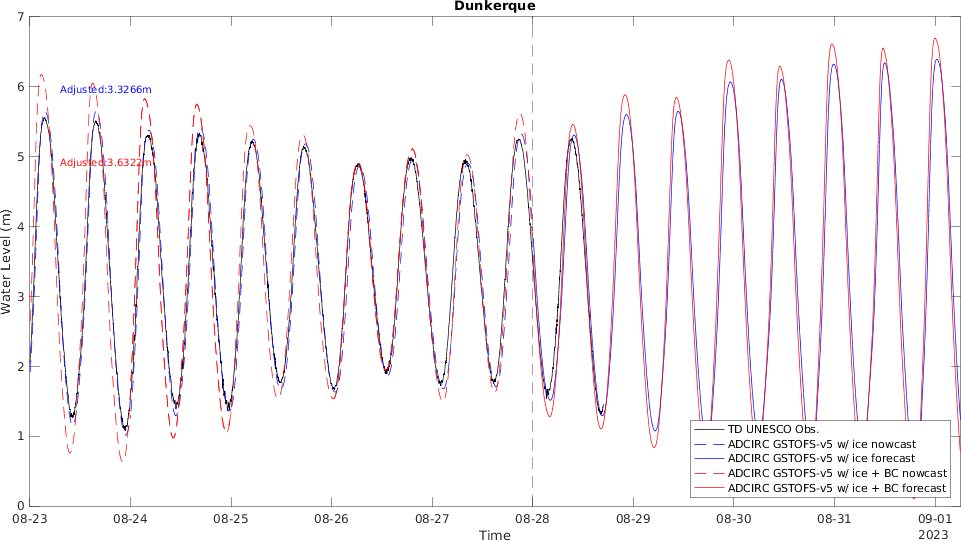 Dunkerque
7
6
5
4
3
2
1
0
Water Level (m)
Adjusted:3.3266m
Adjusted:3.6322m
TD UNESCO Obs.
ADCIRC GSTOFS-v5 w/ ice nowcast
ADCIRC GSTOFS-v5 w/ ice forecast
ADCIRC GSTOFS-v5 w/ ice + BC nowcast
ADCIRC GSTOFS-v5 w/ ice + BC forecast
08-23 08-24 08-25 08-26 08-27 08-28 08-29 08-30 08-31 09-01
2023
Time